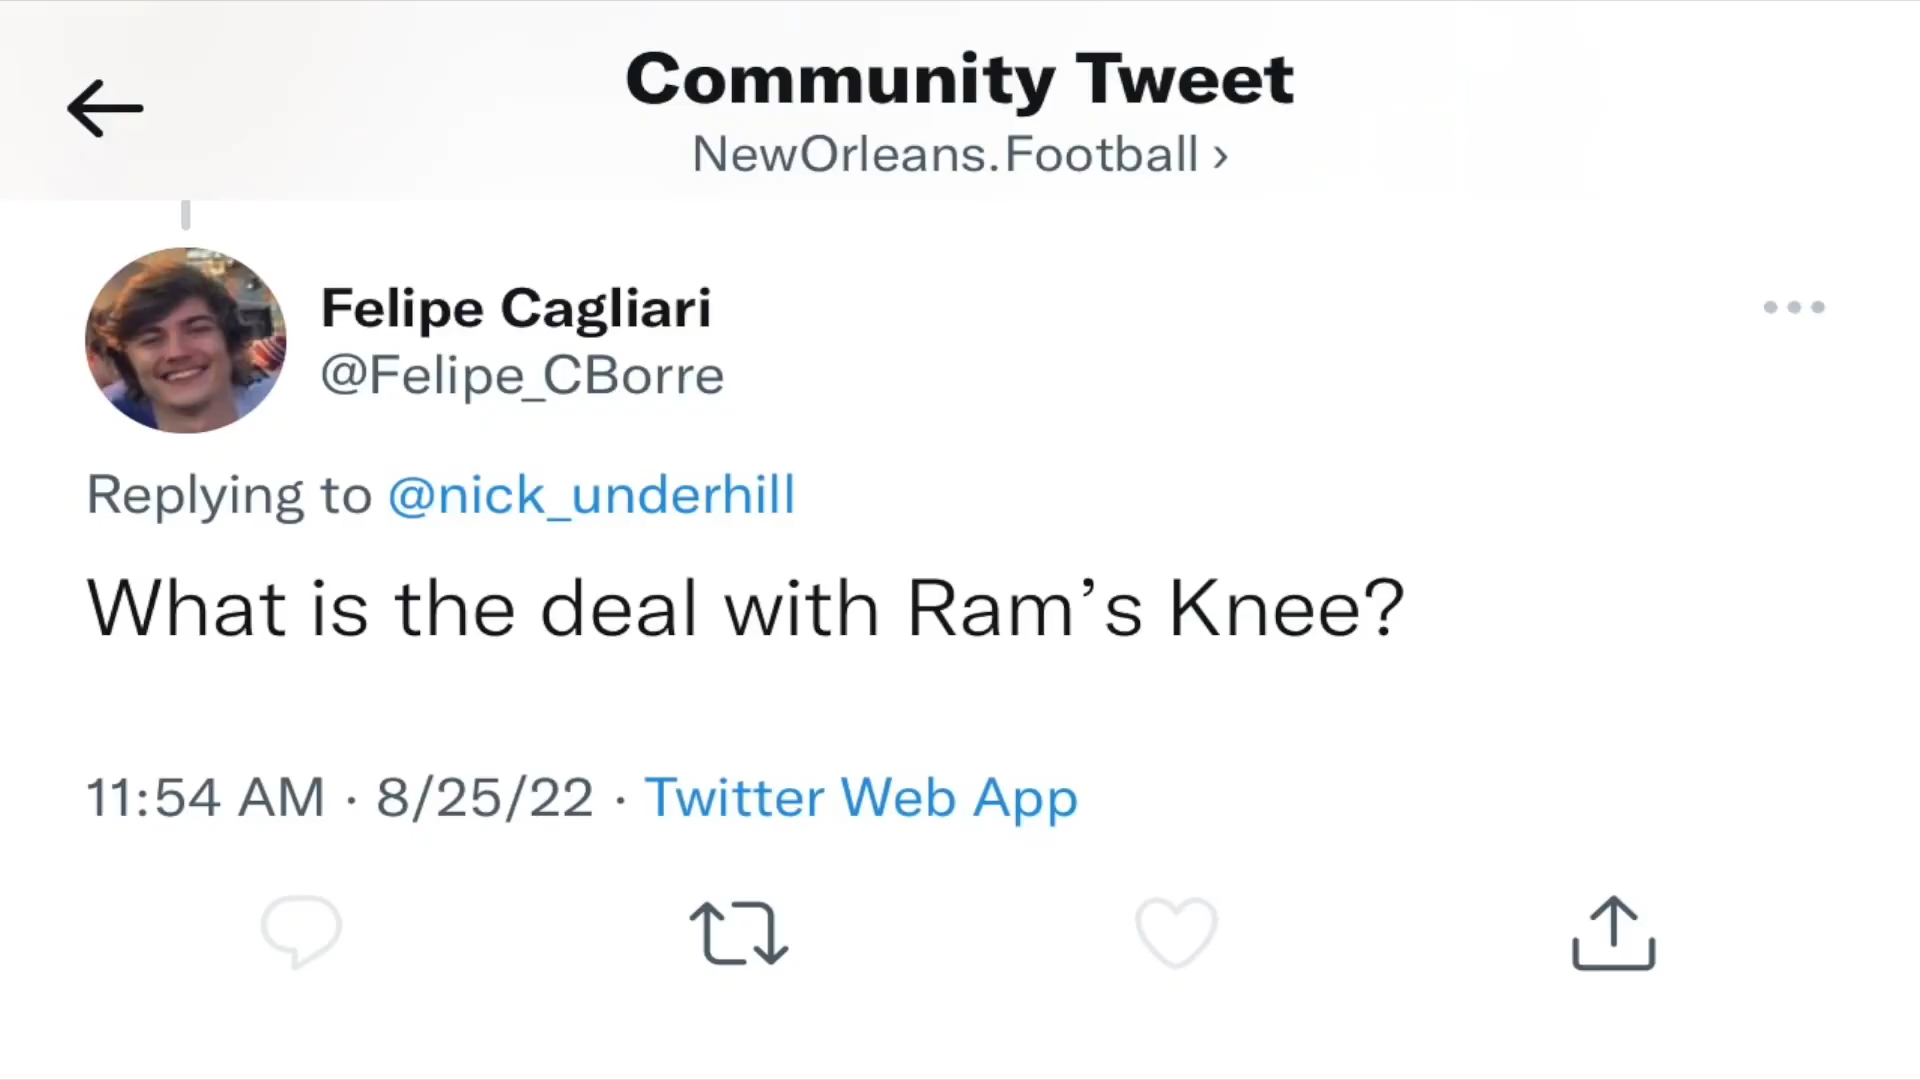 Community Tweet
NewOrleans.Football ›
Felipe Cagliari
@Felipe_CBorre
Replying to @nick_underhill
What is the deal with Ram’s Knee?
11:54 AM · 8/25/22 · Twitter Web App